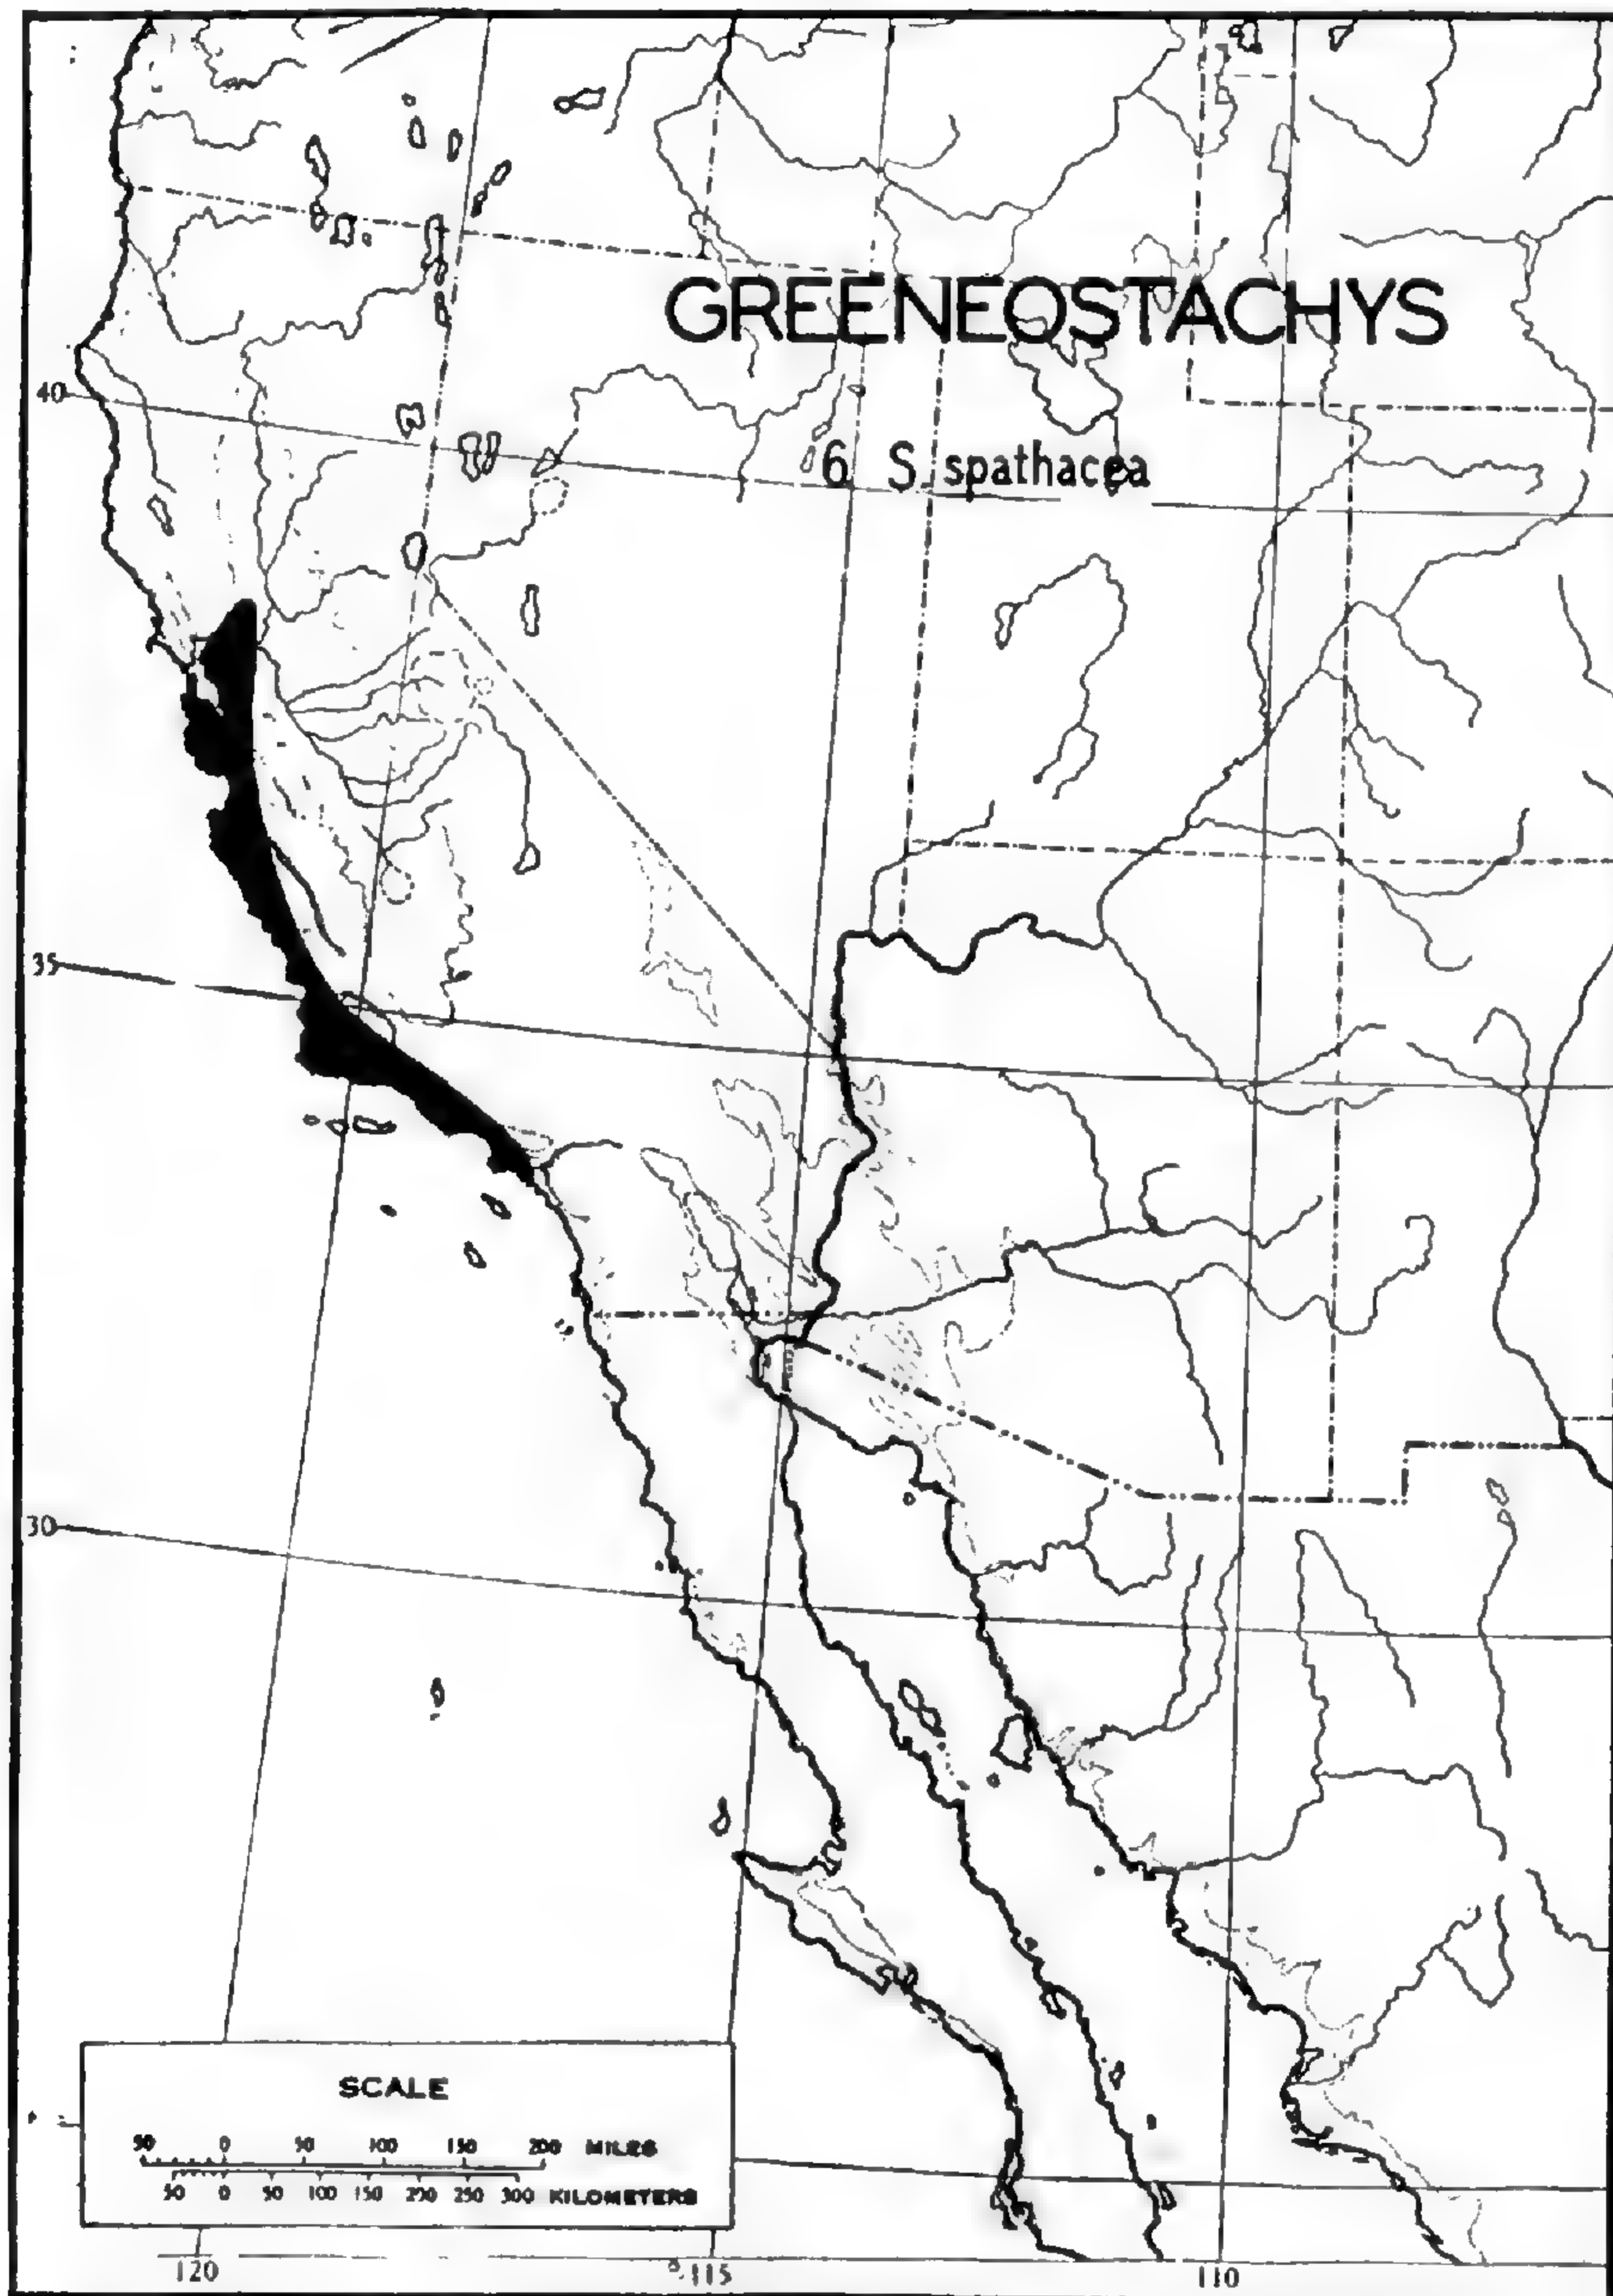 GREENEOSTACHYS
40
6 S. spathacea
35
30
SCALE
50 0 50 100 150 200 MILES
50 0 50 100 150 200 250 300 KILOMETERS
120 115 110